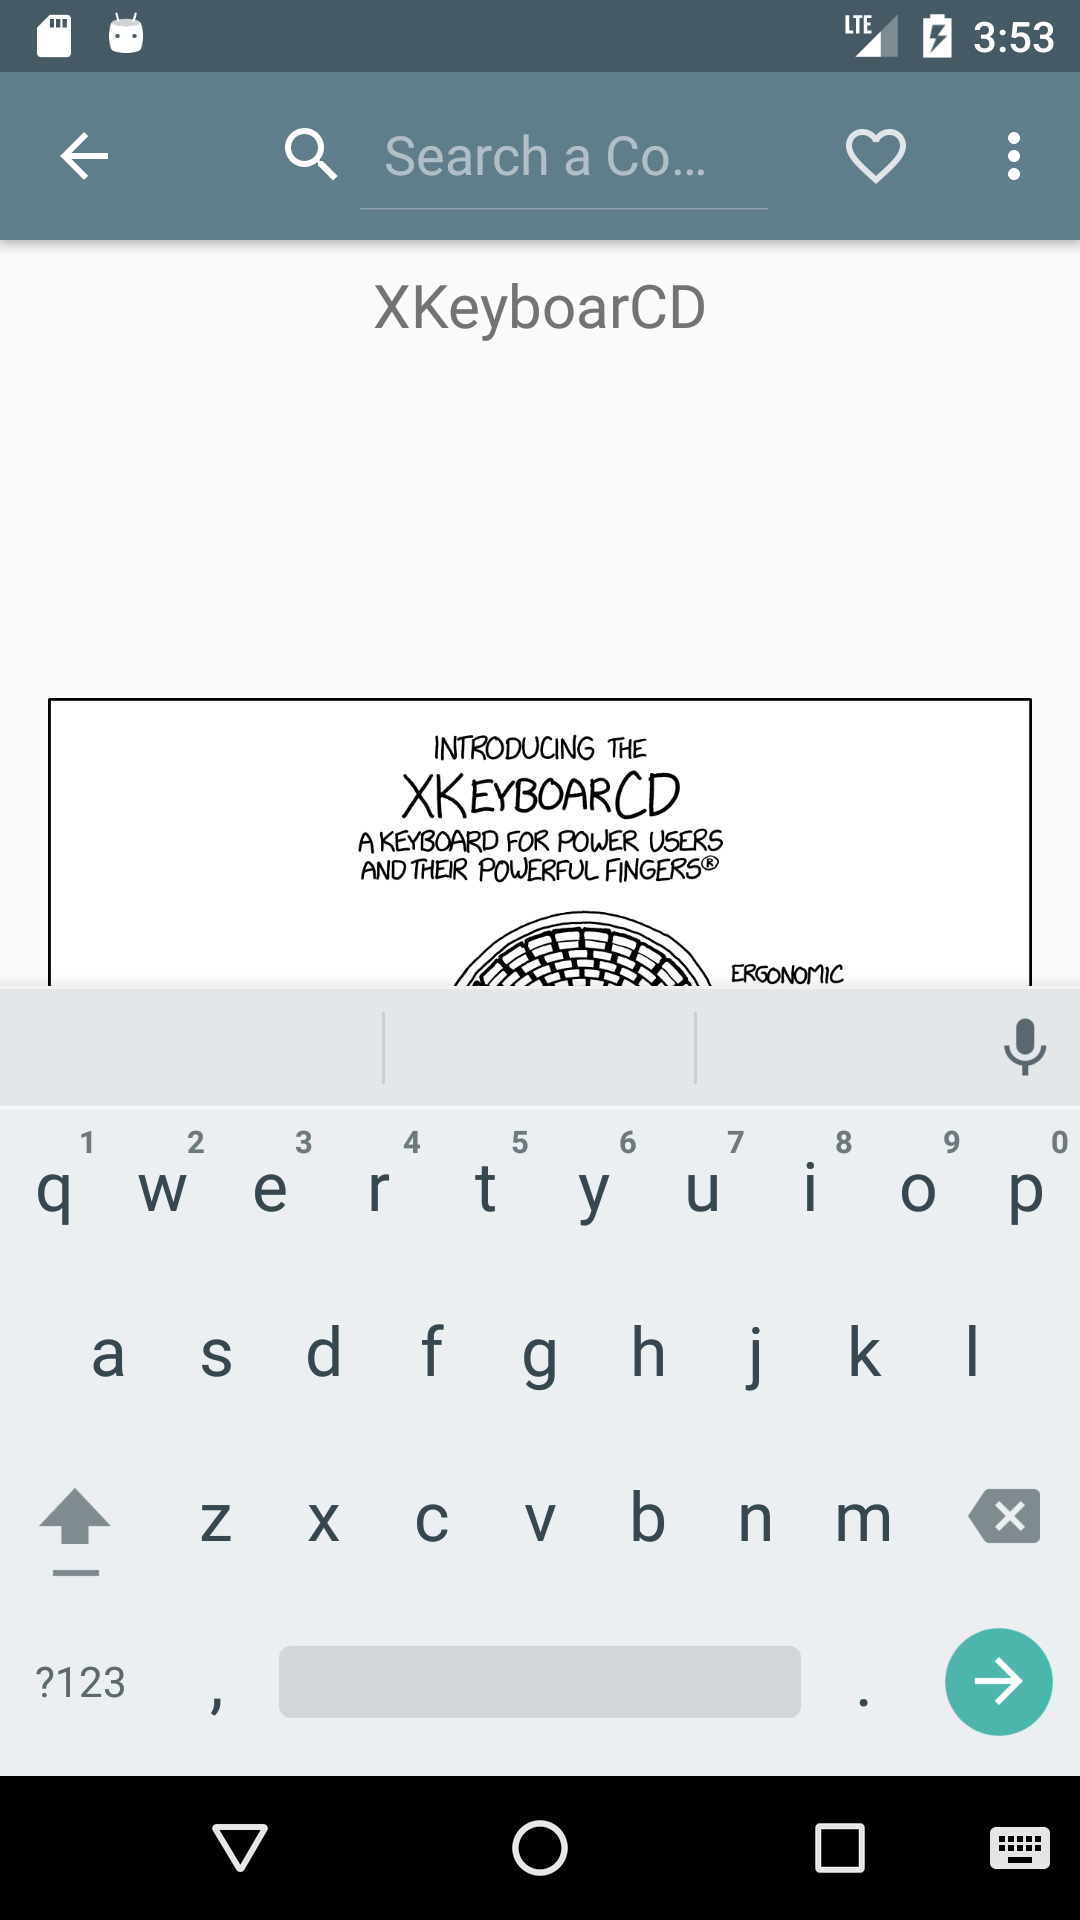 LTE 3:53
Search a Co...
XKeyboarCD
INTRODUCING THE
XKEYBOARCD
A KEYBOARD FOR POWER USERS
AND THEIR POWERFUL FINGERS®
ERGONOMIC
1 2 3 4 5 6 7 8 9 0
q w e r t y u i o p
a s d f g h j k l
z x c v b n m
?123 , .